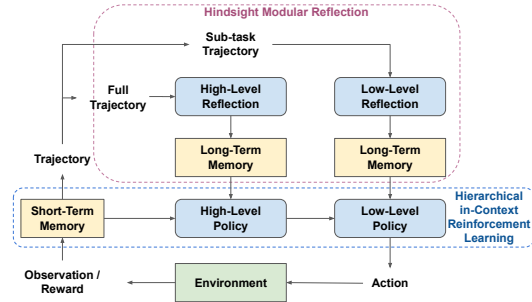 Hindsight Modular Reflection
Sub-task
Trajectory
Full
Trajectory
High-Level
Reflection
Low-Level
Reflection
Long-Term
Memory
Long-Term
Memory
Trajectory
Short-Term
Memory
High-Level
Policy
Low-Level
Policy
Hierarchical
in-Context
Reinforcement
Learning
Observation /
Reward
Environment
Action